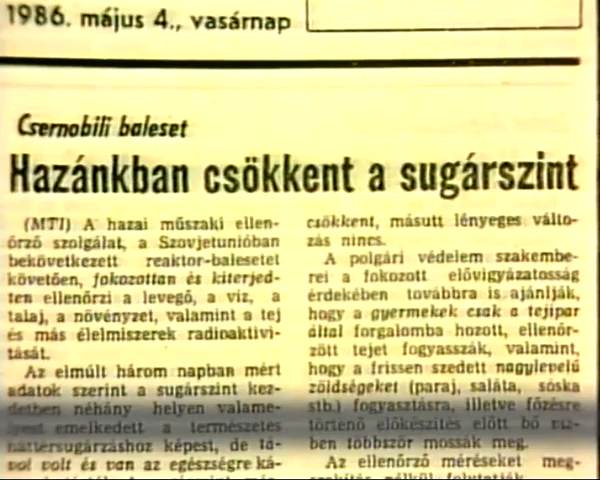 1986. május 4., vasárnap
Csernobili baleset
Hazánkban csökkent a sugárszint
(MTI) A hazai műszaki ellen-
őrző szolgálat, a Szovjetunióban
bekövetkezett reaktor-balesetet
követően, fokozottan és kiterjed-
ten ellenőrzi a levegő, a víz, a
talaj, a növényzet, valamint a tej
és más élelmiszerek radioaktivi-
tását.
Az elmúlt három napban mért
adatok szerint a sugárszint kez-
detben néhány helyen valame-
lyest emelkedett a természetes
háttérsugárzáshoz képest, de tá-
vol volt és van az egészségre ká-
csökkent, másutt lényeges válto-
zás nincs.
A polgári védelem szakembe-
rei a fokozott elővigyázatosság
érdekében továbbra is ajánlják,
hogy a gyermekek csak a tejipar
által forgalomba hozott, ellenőr-
zött tejet fogyasszák, valamint,
hogy a frissen szedett nagylevelű
zöldségeket (paraj, saláta, sóska
stb.) fogyasztásra, illetve főzésre
történő előkészítés előtt bő víz-
ben többször mossák meg.
Az ellenőrző méréseket meg-
szakítás nélkül folytatják